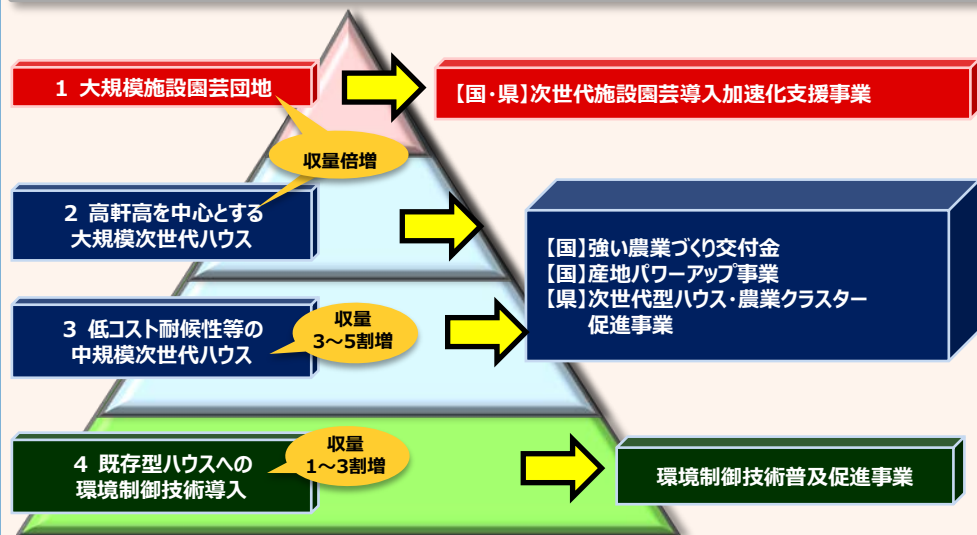 1 大規模施設園芸団地
【国・県】次世代施設園芸導入加速化支援事業
収量倍増
2 高軒高を中心とする
大規模次世代ハウス
【国】強い農業づくり交付金
【国】産地パワーアップ事業
【県】次世代型ハウス・農業クラスター
促進事業
3 低コスト耐候性等の
中規模次世代ハウス
収量
3～5割増
4 既存型ハウスへの
環境制御技術導入
収量
1～3割増
環境制御技術普及促進事業